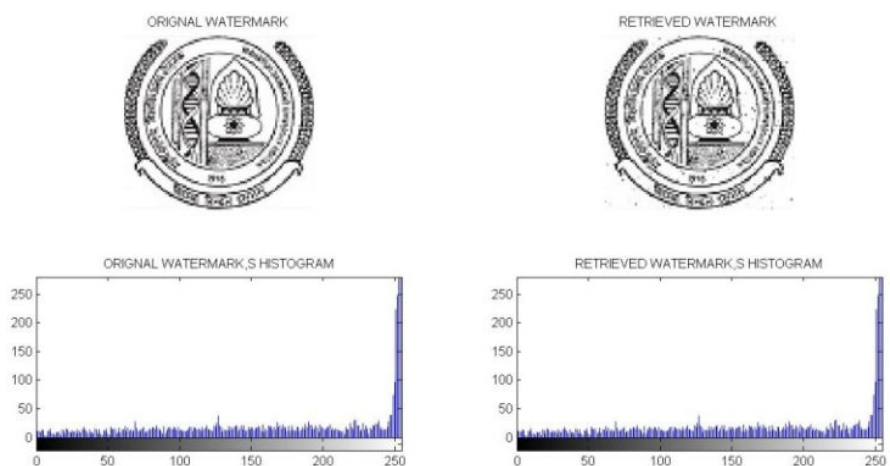 ORIGNAL WATERMARK
RETRIEVED WATERMARK
ORIGNAL WATERMARK,S HISTOGRAM
250
200
150
100
50
0
0 50 100 150 200 250
RETRIEVED WATERMARK,S HISTOGRAM
250
200
150
100
50
0
0 50 100 150 200 250